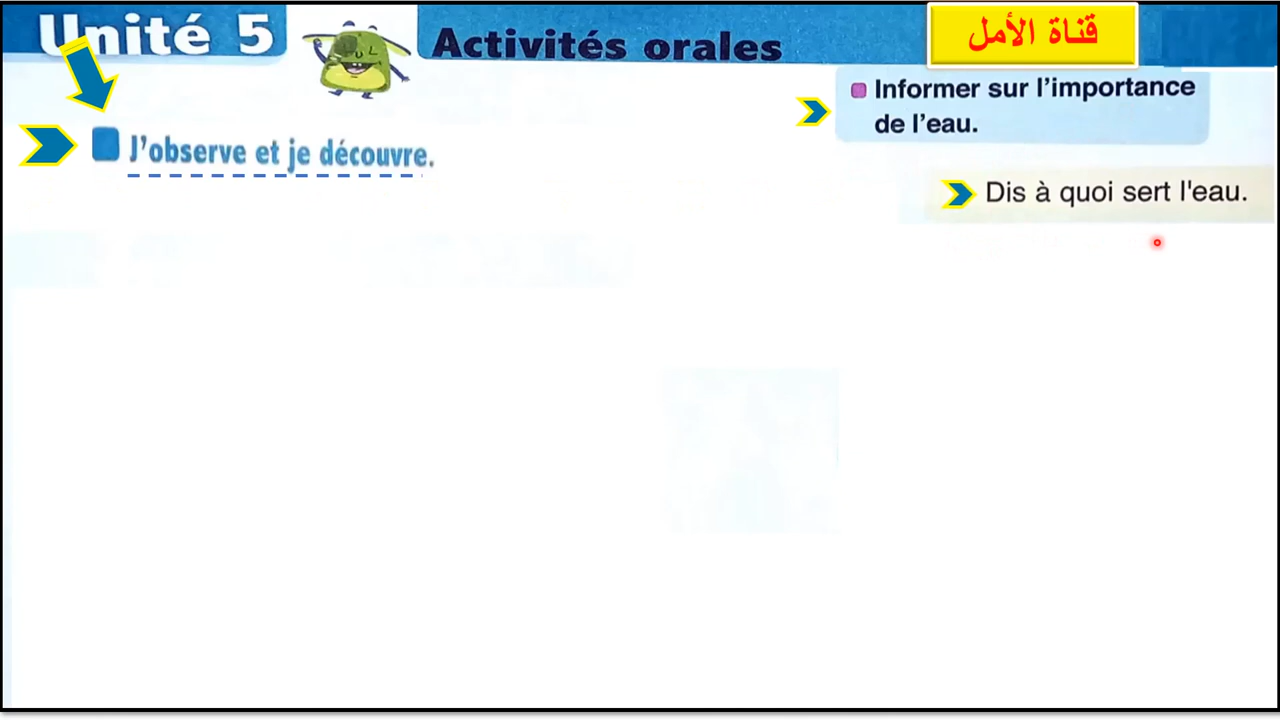 Unité 5
Activités orales
قناة الأمل
Informer sur l'importance
de l'eau.
J'observe et je découvre.
Dis à quoi sert l'eau.